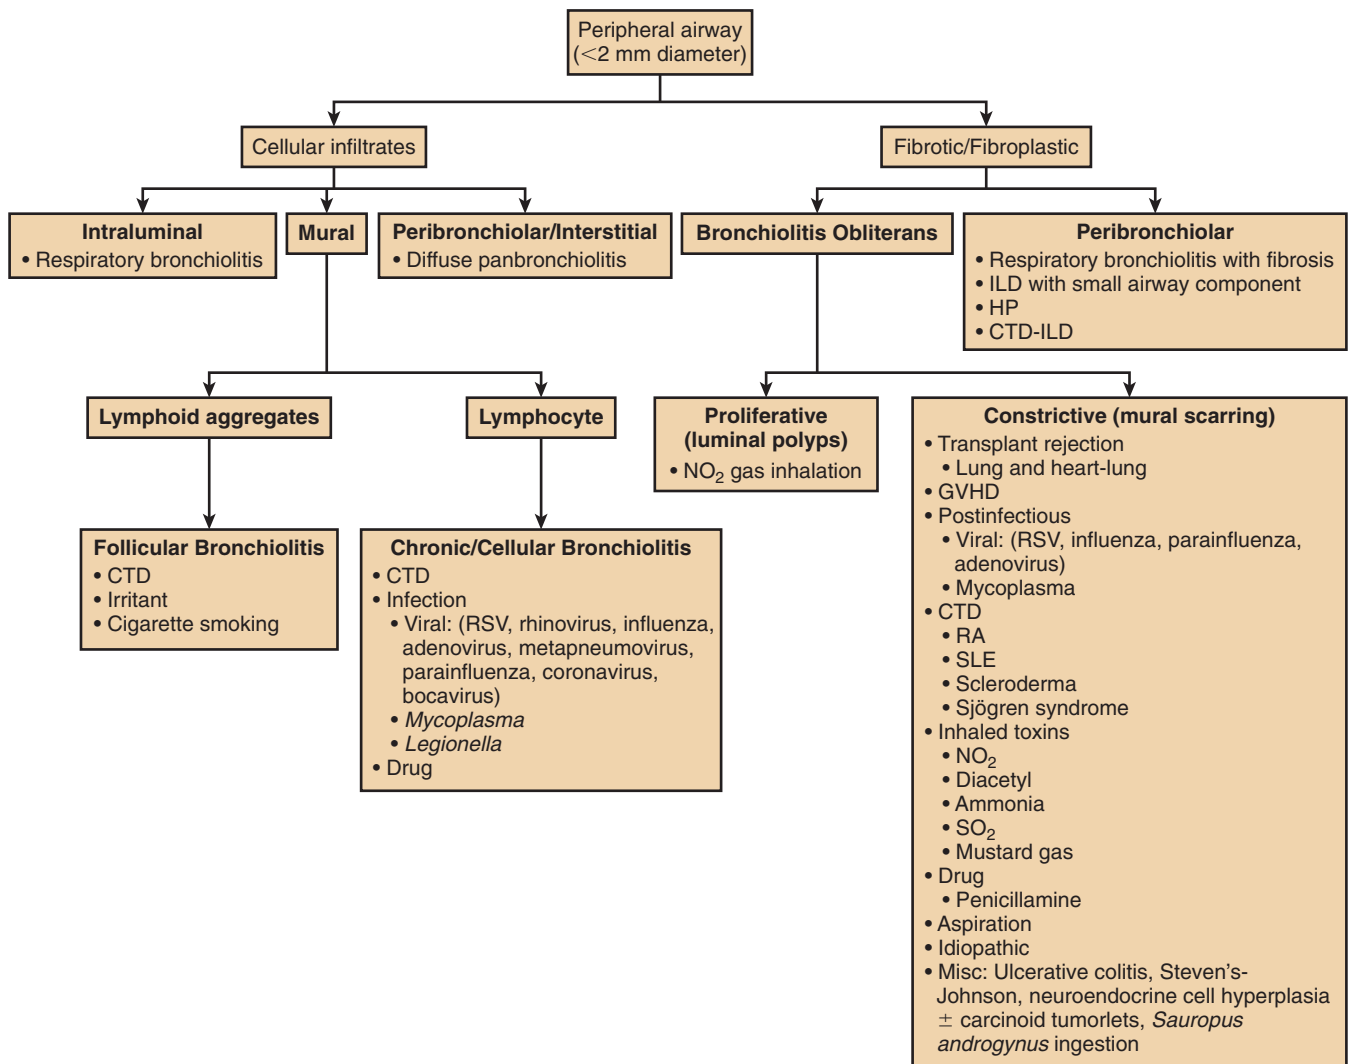 Peripheral airway
(<2 mm diameter)
Cellular infiltrates
Fibrotic/Fibroplastic
Intraluminal
• Respiratory bronchiolitis
Mural
Peribronchiolar/Interstitial
• Diffuse panbronchiolitis
Bronchiolitis Obliterans
Peribronchiolar
• Respiratory bronchiolitis with fibrosis
• ILD with small airway component
• HP
• CTD-ILD
Lymphoid aggregates
Lymphocyte
Proliferative
(luminal polyps)
• NO₂ gas inhalation
Constrictive (mural scarring)
• Transplant rejection
• Lung and heart-lung
• GVHD
• Postinfectious
• Viral: (RSV, influenza, parainfluenza,
adenovirus)
• Mycoplasma
• CTD
• RA
• SLE
• Scleroderma
• Sjögren syndrome
• Inhaled toxins
• NO₂
• Diacetyl
• Ammonia
• SO₂
• Mustard gas
• Drug
• Penicillamine
• Aspiration
• Idiopathic
• Misc: Ulcerative colitis, Steven's-
Johnson, neuroendocrine cell hyperplasia
± carcinoid tumorlets, Sauropus
androgynus ingestion
Follicular Bronchiolitis
• CTD
• Irritant
• Cigarette smoking
Chronic/Cellular Bronchiolitis
• CTD
• Infection
• Viral: (RSV, rhinovirus, influenza,
adenovirus, metapneumovirus,
parainfluenza, coronavirus,
bocavirus)
• Mycoplasma
• Legionella
• Drug